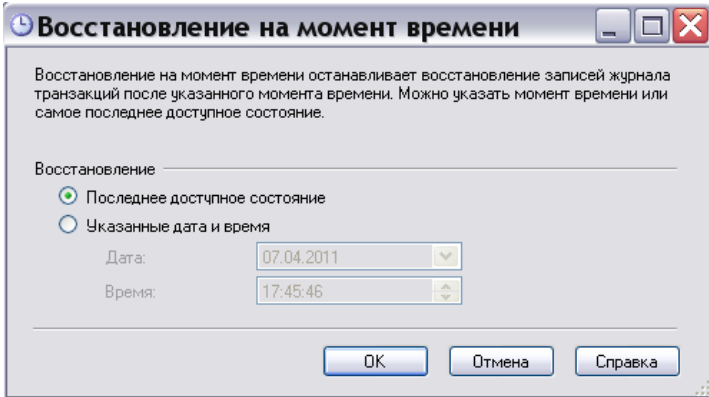 Восстановление на момент времени
Восстановление на момент времени останавливает восстановление записей журнала
транзакций после указанного момента времени. Можно указать момент времени или
самое последнее доступное состояние.
Восстановление
Последнее доступное состояние
Указанные дата и время
Дата: 07.04.2011
Время: 17:45:46
ОК Отмена Справка